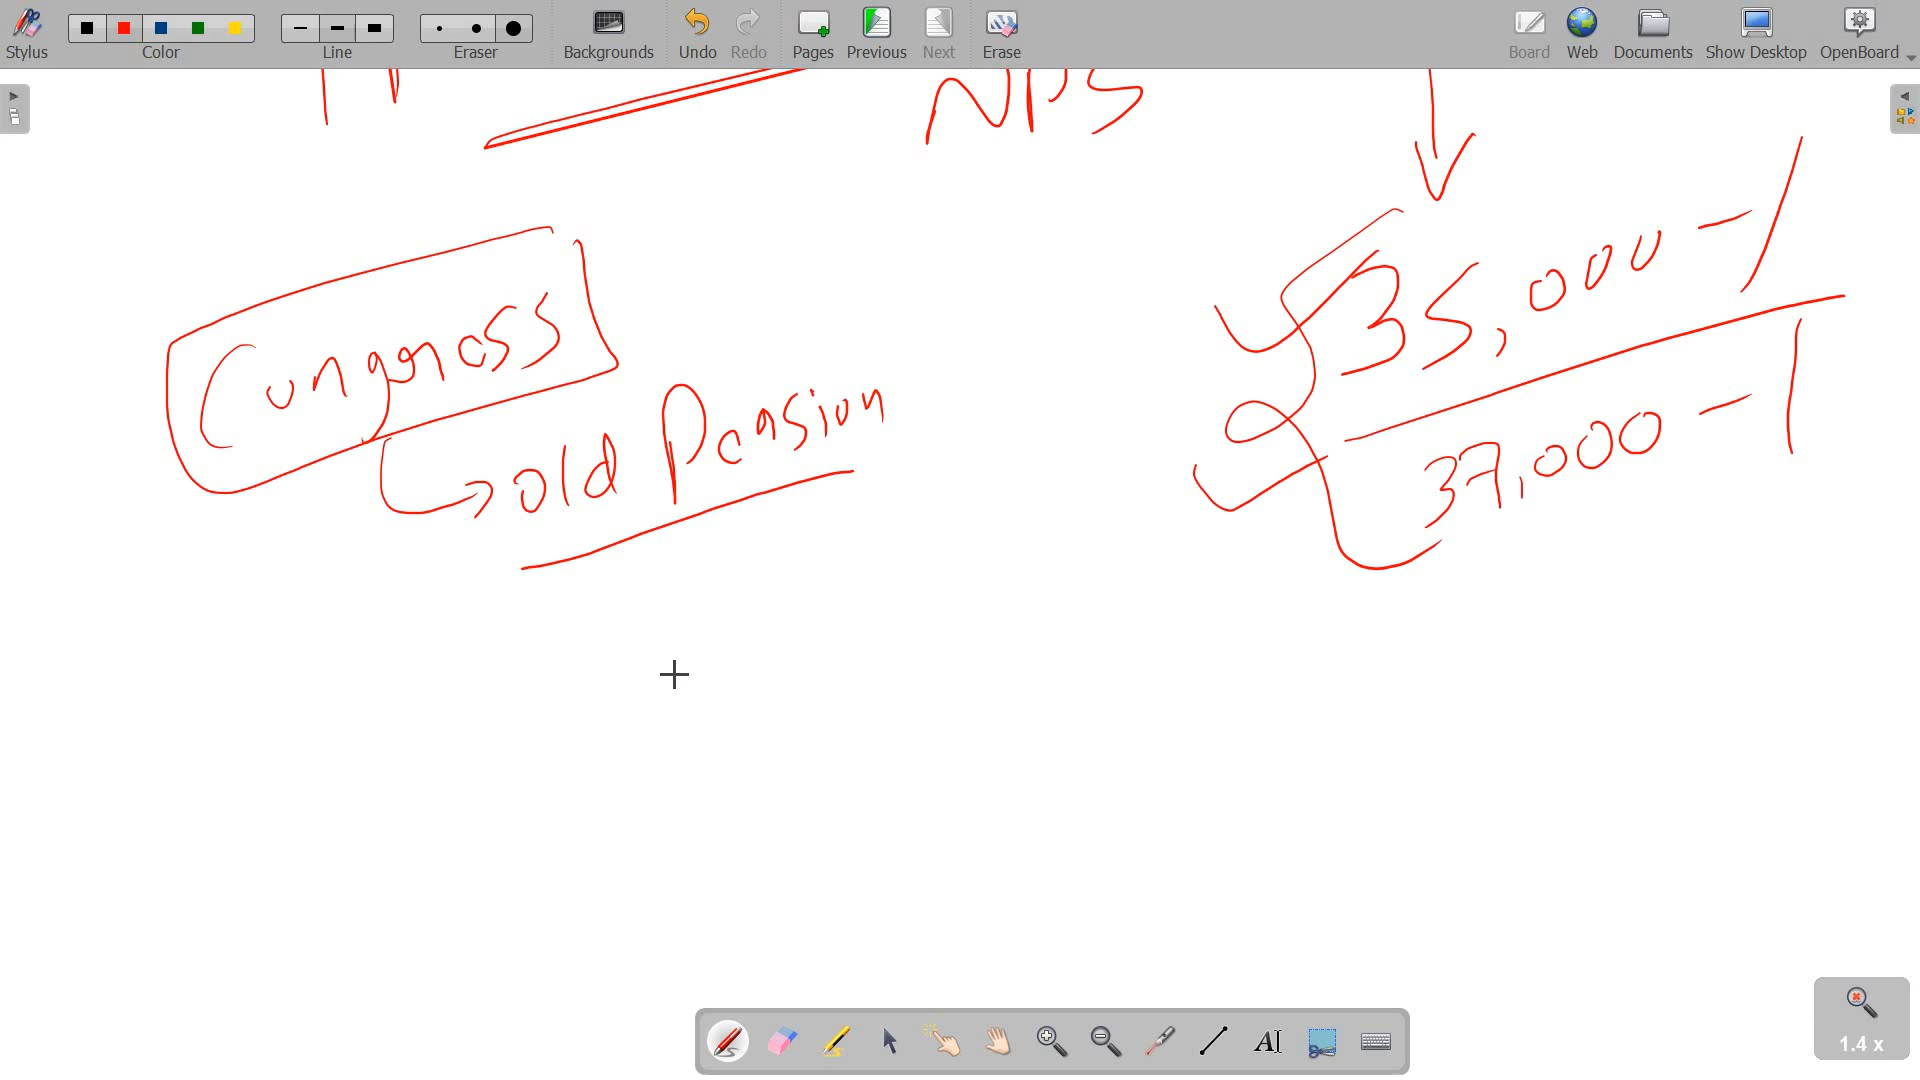 Stylus Color Line Eraser Backgrounds Undo Redo Pages Previous Next Erase Board Web Documents Show Desktop OpenBoard
NPS
35,000-/
Congress
old Pension
37,000-/
1.4 x